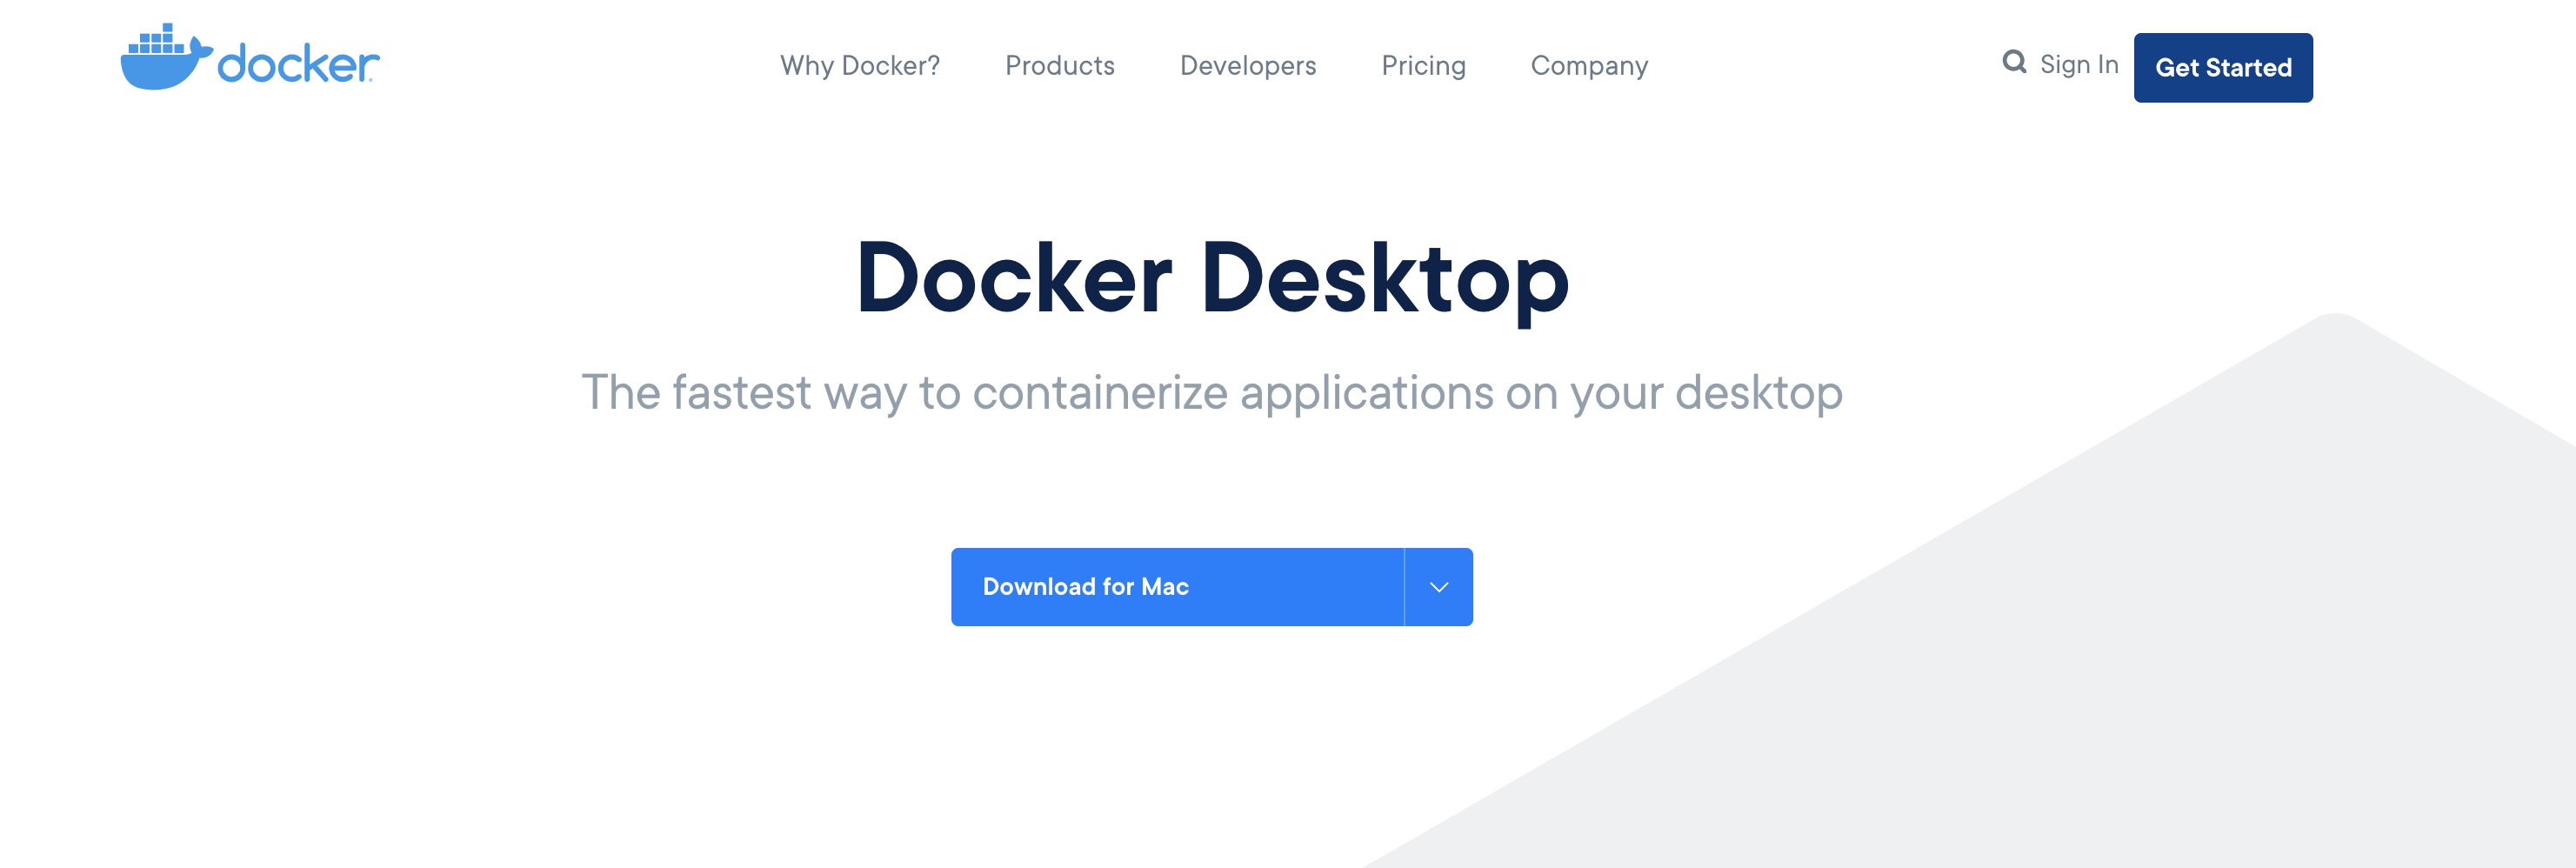 docker
Why Docker? Products Developers Pricing Company
Sign In Get Started
Docker Desktop
The fastest way to containerize applications on your desktop
Download for Mac